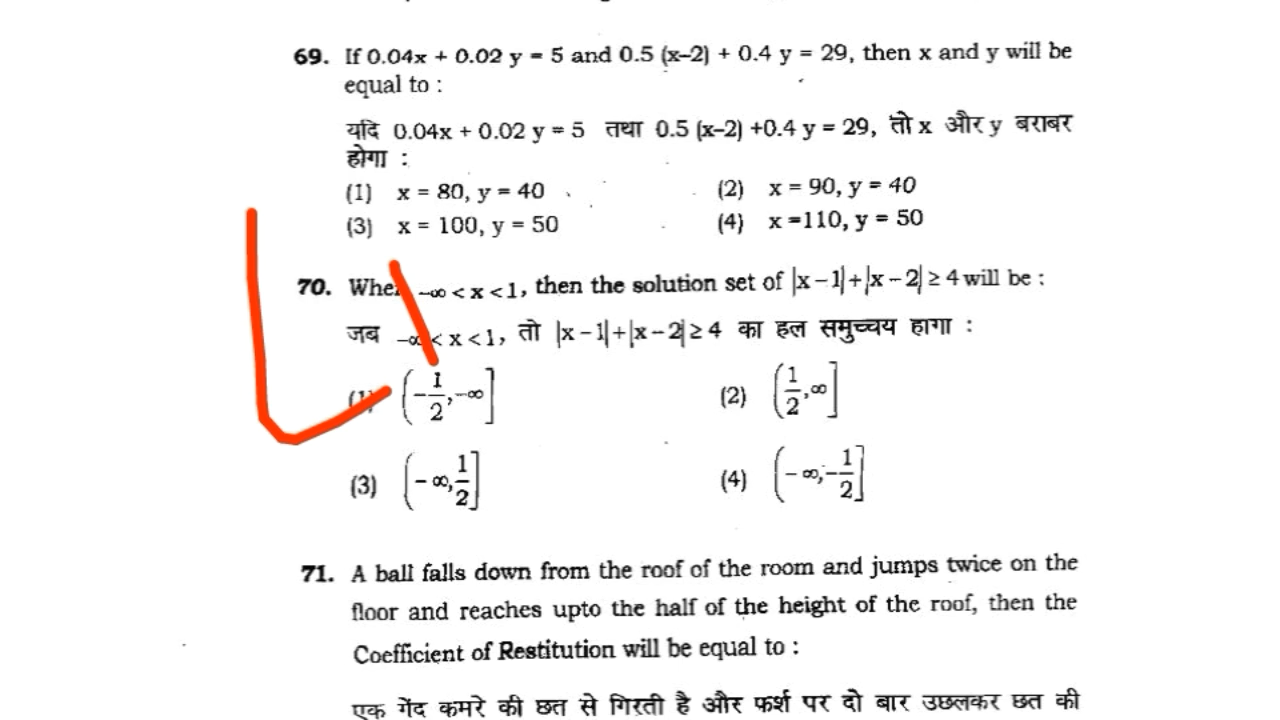 69. If 0.04x + 0.02 y = 5 and 0.5 (x–2) + 0.4 y = 29, then x and y will be
equal to :
यदि 0.04x + 0.02 y = 5 तथा 0.5 (x–2) +0.4 y = 29, तो x और y बराबर
होगा :
(1) x = 80, y = 40 (2) x = 90, y = 40
(3) x = 100, y = 50 (4) x =110, y = 50
70. When –∞ < x < 1, then the solution set of |x – 1| + |x – 2| ≥ 4 will be :
जब –∞ < x < 1, तो |x – 1| + |x – 2| ≥ 4 का हल समुच्चय हागा :
(1) (–1/2, –∞] (2) (1/2, ∞]
(3) (– ∞, 1/2] (4) (– ∞, –1/2]
71. A ball falls down from the roof of the room and jumps twice on the
floor and reaches upto the half of the height of the roof, then the
Coefficient of Restitution will be equal to :
एक गेंद कमरे की छत से गिरती है और फर्श पर दो बार उछलकर छत की